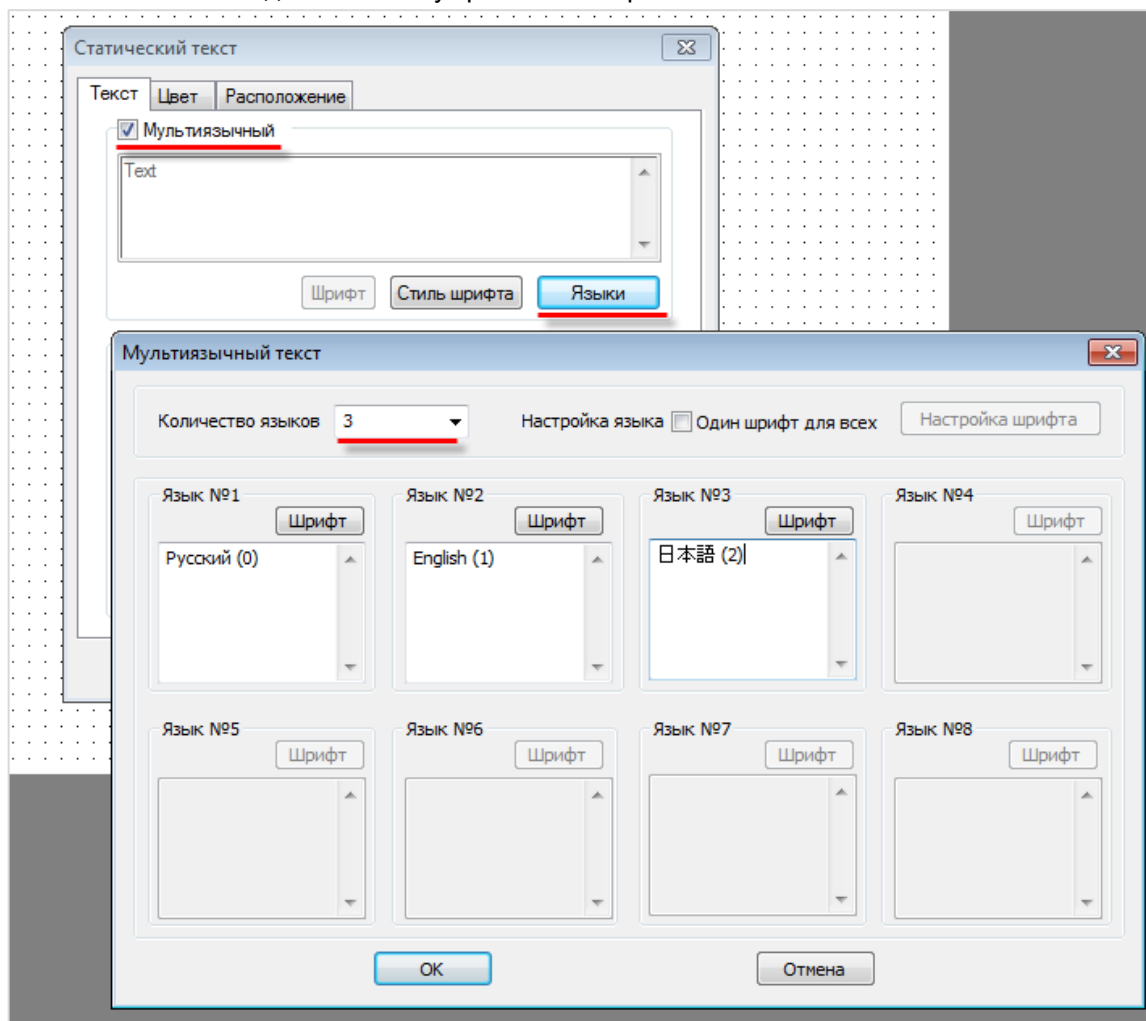 Статический текст
Текст Цвет Расположение
Мультиязычный
Text
Шрифт Стиль шрифта Языки
Мультиязычный текст
Количество языков 3 Настройка языка Один шрифт для всех Настройка шрифта
Язык №1 Язык №2 Язык №3 Язык №4
Шрифт Шрифт Шрифт Шрифт
Русский (0) English (1) 日本語 (2)
Язык №5 Язык №6 Язык №7 Язык №8
Шрифт Шрифт Шрифт Шрифт
OK Отмена